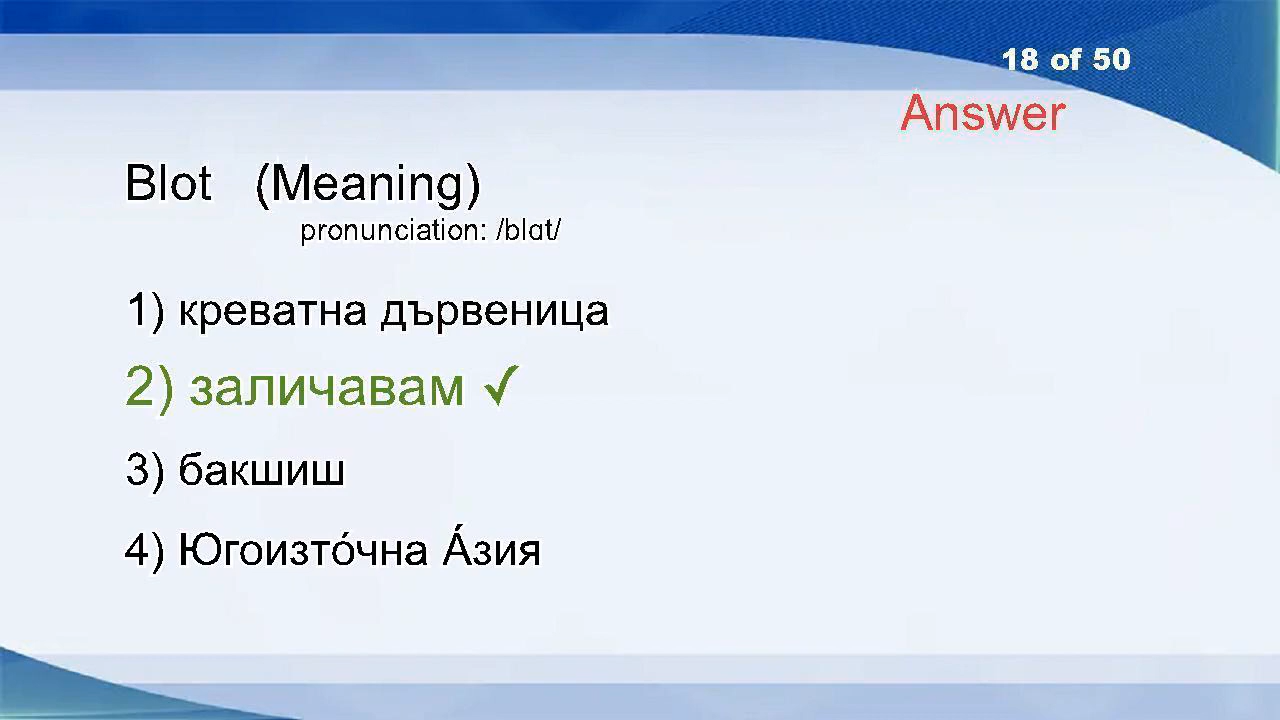 18 of 50
Answer
Blot (Meaning)
pronunciation: /blɑt/
1) креватна дървеница
2) заличавам ✓
3) бакшиш
4) Югоизто́чна А́зия